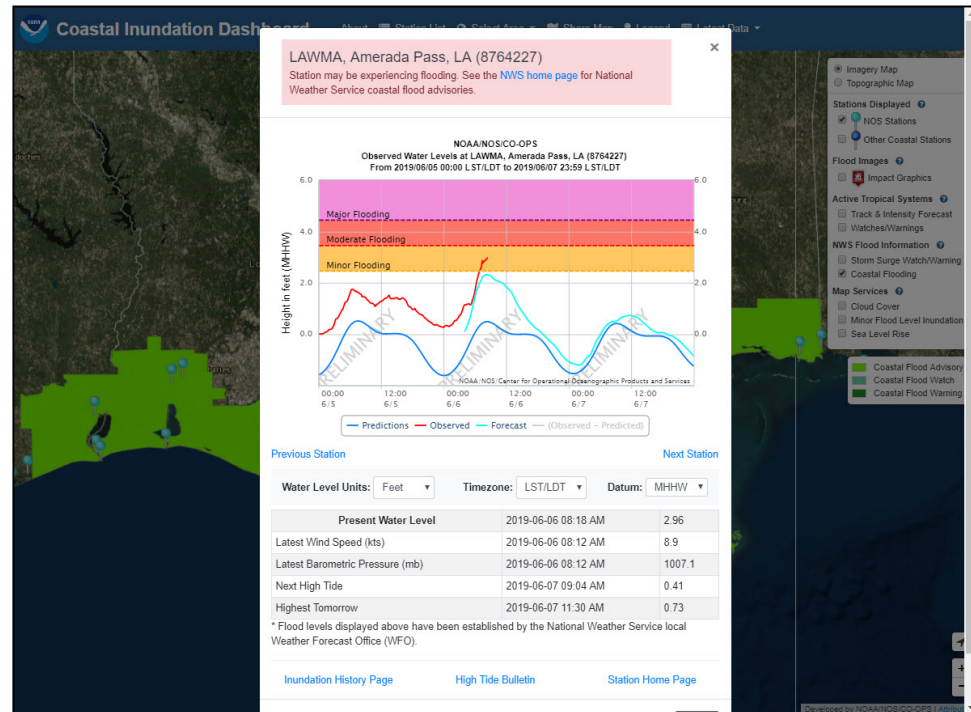 NOAA
Coastal Inundation Dash
About Station List Select Area Share Map Legend Latest Data
LAWMA, Amerada Pass, LA (8764227)
×
Station may be experiencing flooding. See the NWS home page for National
Weather Service coastal flood advisories.
NOAA/NOS/CO-OPS
Observed Water Levels at LAWMA, Amerada Pass, LA (8764227)
From 2019/06/05 00:00 LST/LDT to 2019/06/07 23:59 LST/LDT
6.0 6.0
Major Flooding
4.0 4.0
Moderate Flooding
Minor Flooding
2.0 2.0
0.0 0.0
Height in feet (MHHW)
PRELIMINARY PRELIMINARY PRELIMINARY
NOAA/NOS/Center for Operational Oceanographic Products and Services
00:00 12:00 00:00 12:00 00:00 12:00
6/5 6/5 6/6 6/6 6/7 6/7
Predictions Observed Forecast (Observed - Predicted)
Previous Station Next Station
Water Level Units: Feet Timezone: LST/LDT Datum: MHHW
Present Water Level 2019-06-06 08:18 AM 2.96
Latest Wind Speed (kts) 2019-06-06 08:12 AM 8.9
Latest Barometric Pressure (mb) 2019-06-06 08:12 AM 1007.1
Next High Tide 2019-06-07 09:04 AM 0.41
Highest Tomorrow 2019-06-07 11:30 AM 0.73
* Flood levels displayed above have been established by the National Weather Service local
Weather Forecast Office (WFO).
Inundation History Page High Tide Bulletin Station Home Page
Imagery Map
Topographic Map
Stations Displayed
NOS Stations
Other Coastal Stations
Flood Images
Impact Graphics
Active Tropical Systems
Track & Intensity Forecast
Watches/Warnings
NWS Flood Information
Storm Surge Watch/Warning
Coastal Flooding
Map Services
Cloud Cover
Minor Flood Level Inundation
Sea Level Rise
Coastal Flood Advisory
Coastal Flood Watch
Coastal Flood Warning
+
−
Developed by NOAA/NOS/CO-OPS | Attribut